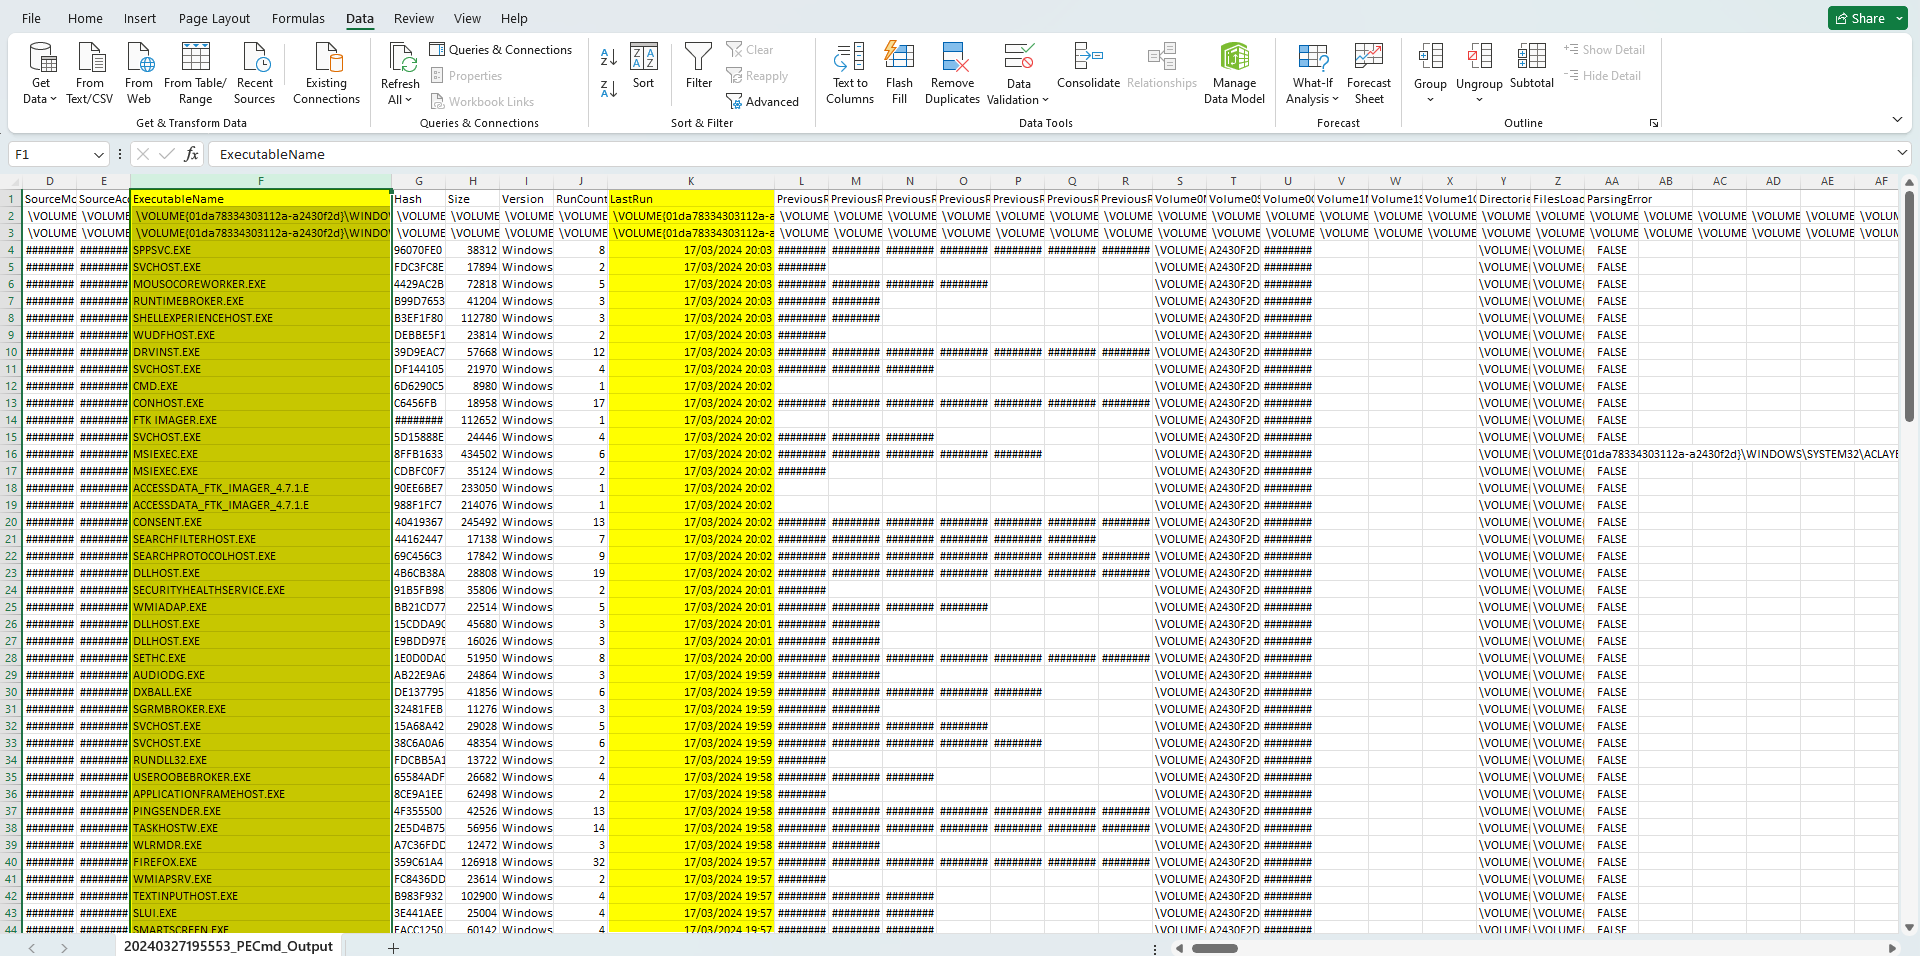 File Home Insert Page Layout Formulas Data Review View Help Share
Get Data From Text/CSV From Web From Table/ Range Recent Sources Existing Connections Refresh All Queries & Connections Properties Workbook Links Sort Filter Clear Reapply Advanced Text to Columns Flash Fill Remove Duplicates Data Validation Consolidate Relationships Manage Data Model What-If Analysis Forecast Sheet Group Ungroup Subtotal Show Detail Hide Detail
Get & Transform Data Queries & Connections Sort & Filter Data Tools Forecast Outline
F1 fx ExecutableName
D E F G H I J K L M N O P Q R S T U V W X Y Z AA AB AC AD AE AF
1 SourceMo SourceAcc ExecutableName Hash Size Version RunCount LastRun PreviousR PreviousR PreviousR PreviousR PreviousR PreviousR PreviousR Volume0N Volume0S Volume0C Volume1N Volume1S Volume1C Directorie FilesLoad ParsingError
2 \VOLUME \VOLUME \VOLUME{01da78334303112a-a2430f2d}\WINDOW \VOLUME \VOLUME \VOLUME \VOLUME \VOLUME{01da78334303112a-a \VOLUME \VOLUME \VOLUME \VOLUME \VOLUME \VOLUME \VOLUME \VOLUME \VOLUME \VOLUME \VOLUME \VOLUME \VOLUME \VOLUME \VOLUME \VOLUME \VOLUME \VOLUME \VOLUME \VOLUME \VOLUM
3 \VOLUME \VOLUME \VOLUME{01da78334303112a-a2430f2d}\WINDO \VOLUME \VOLUME \VOLUME \VOLUME \VOLUME{01da78334303112a-a \VOLUME \VOLUME \VOLUME \VOLUME \VOLUME \VOLUME \VOLUME \VOLUME \VOLUME \VOLUME \VOLUME \VOLUME \VOLUME \VOLUME \VOLUME \VOLUME \VOLUME \VOLUME \VOLUME \VOLUME \VOLUM
4 ######## ######## SPPSVC.EXE 96070FE0 38312 Windows 8 17/03/2024 20:03 ######## ######## ######## ######## ######## ######## ######## \VOLUME{ A2430F2D ######## \VOLUME{ \VOLUME{ FALSE
5 ######## ######## SVCHOST.EXE FDC3FC8E 17894 Windows 2 17/03/2024 20:03 ######## \VOLUME{ A2430F2D ######## \VOLUME{ \VOLUME{ FALSE
6 ######## ######## MOUSOCOREWORKER.EXE 4429AC2B 72818 Windows 5 17/03/2024 20:03 ######## ######## ######## ######## \VOLUME{ A2430F2D ######## \VOLUME{ \VOLUME{ FALSE
7 ######## ######## RUNTIMEBROKER.EXE B99D7653 41204 Windows 3 17/03/2024 20:03 ######## ######## \VOLUME{ A2430F2D ######## \VOLUME{ \VOLUME{ FALSE
8 ######## ######## SHELLEXPERIENCEHOST.EXE B3EF1F80 112780 Windows 3 17/03/2024 20:03 ######## ######## \VOLUME{ A2430F2D ######## \VOLUME{ \VOLUME{ FALSE
9 ######## ######## WUDFHOST.EXE DEBBE5F1 23814 Windows 2 17/03/2024 20:03 ######## \VOLUME{ A2430F2D ######## \VOLUME{ \VOLUME{ FALSE
10 ######## ######## DRVINST.EXE 39D9EAC7 57668 Windows 12 17/03/2024 20:03 ######## ######## ######## ######## ######## ######## ######## \VOLUME{ A2430F2D ######## \VOLUME{ \VOLUME{ FALSE
11 ######## ######## SVCHOST.EXE DF144105 21970 Windows 4 17/03/2024 20:03 ######## ######## ######## \VOLUME{ A2430F2D ######## \VOLUME{ \VOLUME{ FALSE
12 ######## ######## CMD.EXE 6D6290C5 8980 Windows 1 17/03/2024 20:02 \VOLUME{ A2430F2D ######## \VOLUME{ \VOLUME{ FALSE
13 ######## ######## CONHOST.EXE C6456FB 18958 Windows 17 17/03/2024 20:02 ######## ######## ######## ######## ######## ######## ######## \VOLUME{ A2430F2D ######## \VOLUME{ \VOLUME{ FALSE
14 ######## ######## FTK IMAGER.EXE ######## 112652 Windows 1 17/03/2024 20:02 \VOLUME{ A2430F2D ######## \VOLUME{ \VOLUME{ FALSE
15 ######## ######## SVCHOST.EXE 5D15888E 24446 Windows 4 17/03/2024 20:02 ######## ######## ######## \VOLUME{ A2430F2D ######## \VOLUME{ \VOLUME{ FALSE
16 ######## ######## MSIEXEC.EXE 8FFB1633 434502 Windows 6 17/03/2024 20:02 ######## ######## ######## ######## ######## \VOLUME{ A2430F2D ######## \VOLUME{ \VOLUME{01da78334303112a-a2430f2d}\WINDOWS\SYSTEM32\ACLAYE
17 ######## ######## MSIEXEC.EXE CDBFC0F7 35124 Windows 2 17/03/2024 20:02 ######## \VOLUME{ A2430F2D ######## \VOLUME{ \VOLUME{ FALSE
18 ######## ######## ACCESSDATA_FTK_IMAGER_4.7.1.E 90EE6BE7 233050 Windows 1 17/03/2024 20:02 \VOLUME{ A2430F2D ######## \VOLUME{ \VOLUME{ FALSE
19 ######## ######## ACCESSDATA_FTK_IMAGER_4.7.1.E 988F1FC7 214076 Windows 1 17/03/2024 20:02 \VOLUME{ A2430F2D ######## \VOLUME{ \VOLUME{ FALSE
20 ######## ######## CONSENT.EXE 40419367 245492 Windows 13 17/03/2024 20:02 ######## ######## ######## ######## ######## ######## ######## \VOLUME{ A2430F2D ######## \VOLUME{ \VOLUME{ FALSE
21 ######## ######## SEARCHFILTERHOST.EXE 44162447 17138 Windows 7 17/03/2024 20:02 ######## ######## ######## ######## ######## ######## \VOLUME{ A2430F2D ######## \VOLUME{ \VOLUME{ FALSE
22 ######## ######## SEARCHPROTOCOLHOST.EXE 69C456C3 17842 Windows 9 17/03/2024 20:02 ######## ######## ######## ######## ######## ######## ######## \VOLUME{ A2430F2D ######## \VOLUME{ \VOLUME{ FALSE
23 ######## ######## DLLHOST.EXE 4B6CB38A 28808 Windows 19 17/03/2024 20:02 ######## ######## ######## ######## ######## ######## ######## \VOLUME{ A2430F2D ######## \VOLUME{ \VOLUME{ FALSE
24 ######## ######## SECURITYHEALTHSERVICE.EXE 91B5FB98 35806 Windows 2 17/03/2024 20:01 ######## \VOLUME{ A2430F2D ######## \VOLUME{ \VOLUME{ FALSE
25 ######## ######## WMIADAP.EXE BB21CD77 22514 Windows 5 17/03/2024 20:01 ######## ######## ######## ######## \VOLUME{ A2430F2D ######## \VOLUME{ \VOLUME{ FALSE
26 ######## ######## DLLHOST.EXE 15CDDA9C 45680 Windows 3 17/03/2024 20:01 ######## ######## \VOLUME{ A2430F2D ######## \VOLUME{ \VOLUME{ FALSE
27 ######## ######## DLLHOST.EXE E9BDD97E 16026 Windows 3 17/03/2024 20:01 ######## ######## \VOLUME{ A2430F2D ######## \VOLUME{ \VOLUME{ FALSE
28 ######## ######## SETHC.EXE 1E0D0DAC 51950 Windows 8 17/03/2024 20:00 ######## ######## ######## ######## ######## ######## ######## \VOLUME{ A2430F2D ######## \VOLUME{ \VOLUME{ FALSE
29 ######## ######## AUDIODG.EXE AB22E9A6 24864 Windows 3 17/03/2024 19:59 ######## ######## \VOLUME{ A2430F2D ######## \VOLUME{ \VOLUME{ FALSE
30 ######## ######## DXBALL.EXE DE137795 41856 Windows 6 17/03/2024 19:59 ######## ######## ######## ######## ######## \VOLUME{ A2430F2D ######## \VOLUME{ \VOLUME{ FALSE
31 ######## ######## SGRMBROKER.EXE 32481FEB 11276 Windows 3 17/03/2024 19:59 ######## ######## \VOLUME{ A2430F2D ######## \VOLUME{ \VOLUME{ FALSE
32 ######## ######## SVCHOST.EXE 15A68A42 29028 Windows 5 17/03/2024 19:59 ######## ######## ######## ######## \VOLUME{ A2430F2D ######## \VOLUME{ \VOLUME{ FALSE
33 ######## ######## SVCHOST.EXE 38C6A0A6 48354 Windows 6 17/03/2024 19:59 ######## ######## ######## ######## ######## \VOLUME{ A2430F2D ######## \VOLUME{ \VOLUME{ FALSE
34 ######## ######## RUNDLL32.EXE FDCBB5A1 13722 Windows 2 17/03/2024 19:59 ######## \VOLUME{ A2430F2D ######## \VOLUME{ \VOLUME{ FALSE
35 ######## ######## USEROOBEBROKER.EXE 65584ADF 26682 Windows 4 17/03/2024 19:58 ######## ######## ######## \VOLUME{ A2430F2D ######## \VOLUME{ \VOLUME{ FALSE
36 ######## ######## APPLICATIONFRAMEHOST.EXE 8CE9A1EE 62498 Windows 2 17/03/2024 19:58 ######## \VOLUME{ A2430F2D ######## \VOLUME{ \VOLUME{ FALSE
37 ######## ######## PINGSENDER.EXE 4F355500 42526 Windows 13 17/03/2024 19:58 ######## ######## ######## ######## ######## ######## ######## \VOLUME{ A2430F2D ######## \VOLUME{ \VOLUME{ FALSE
38 ######## ######## TASKHOSTW.EXE 2E5D4B75 56956 Windows 14 17/03/2024 19:58 ######## ######## ######## ######## ######## ######## ######## \VOLUME{ A2430F2D ######## \VOLUME{ \VOLUME{ FALSE
39 ######## ######## WLRMDR.EXE A7C36FDD 12472 Windows 3 17/03/2024 19:58 ######## ######## \VOLUME{ A2430F2D ######## \VOLUME{ \VOLUME{ FALSE
40 ######## ######## FIREFOX.EXE 359C61A4 126918 Windows 32 17/03/2024 19:57 ######## ######## ######## ######## ######## ######## ######## \VOLUME{ A2430F2D ######## \VOLUME{ \VOLUME{ FALSE
41 ######## ######## WMIAPSRV.EXE FC8436DD 23614 Windows 2 17/03/2024 19:57 ######## \VOLUME{ A2430F2D ######## \VOLUME{ \VOLUME{ FALSE
42 ######## ######## TEXTINPUTHOST.EXE B983F932 102900 Windows 4 17/03/2024 19:57 ######## ######## ######## \VOLUME{ A2430F2D ######## \VOLUME{ \VOLUME{ FALSE
43 ######## ######## SLUI.EXE 3E441AEE 25004 Windows 4 17/03/2024 19:57 ######## ######## ######## \VOLUME{ A2430F2D ######## \VOLUME{ \VOLUME{ FALSE
44 ######## ######## SMARTSCREEN.EXE EACC1250 60142 Windows 4 17/03/2024 19:57 ######## ######## ######## \VOLUME{ A2430F2D ######## \VOLUME{ \VOLUME{ FALSE
20240327195553_PECmd_Output